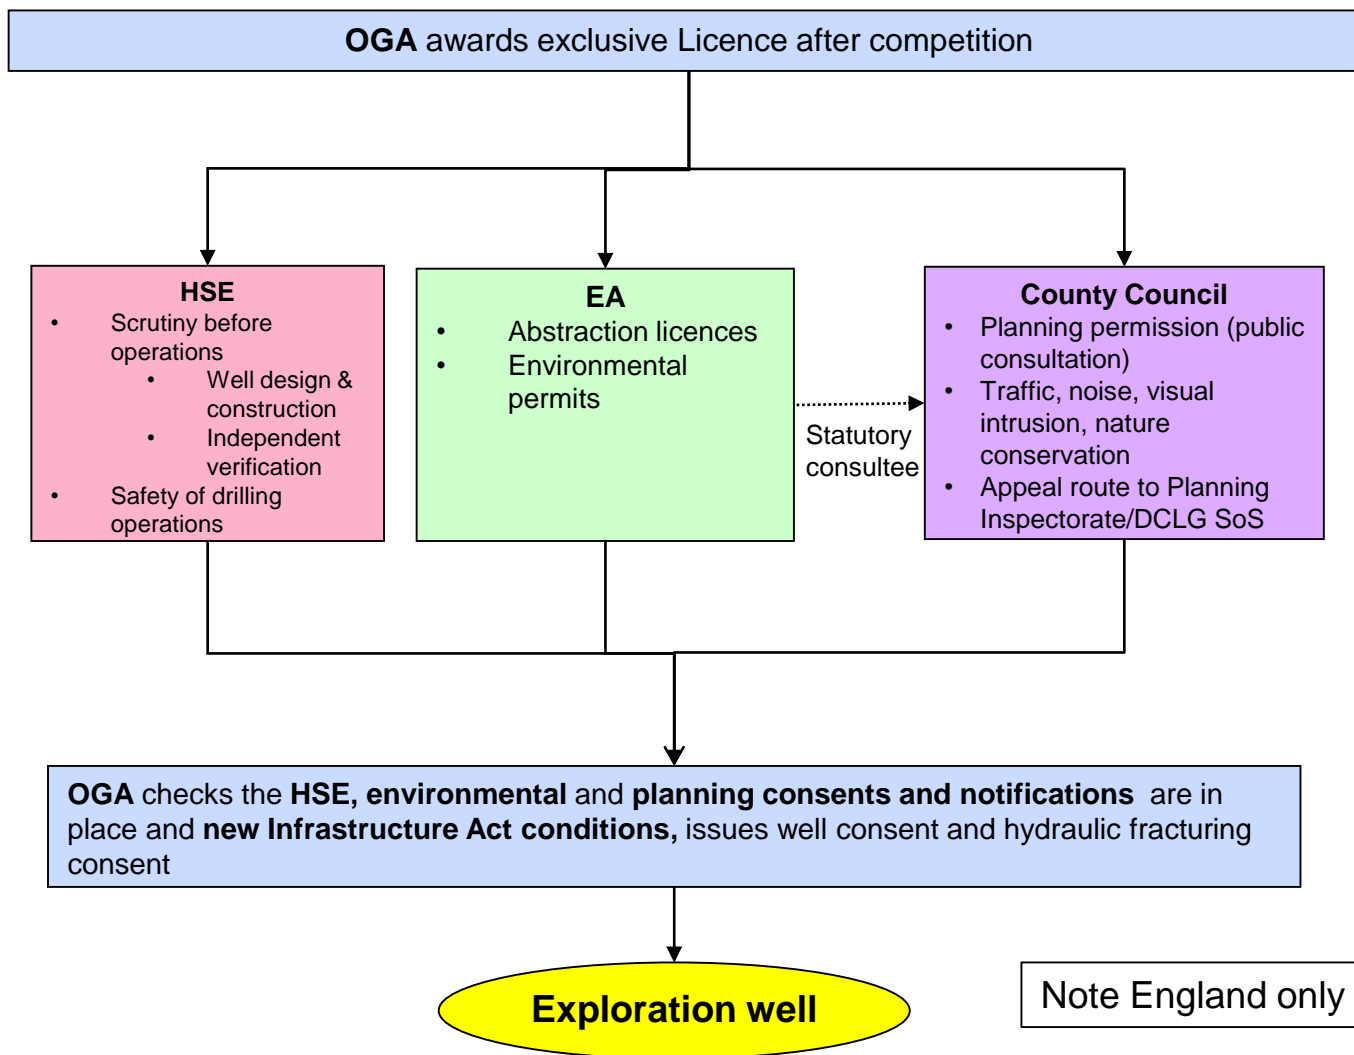 OGA awards exclusive Licence after competition
HSE
• Scrutiny before
operations
• Well design &
construction
• Independent
verification
• Safety of drilling
operations
EA
• Abstraction licences
• Environmental
permits
Statutory
consultee
County Council
• Planning permission (public
consultation)
• Traffic, noise, visual
intrusion, nature
conservation
• Appeal route to Planning
Inspectorate/DCLG SoS
OGA checks the HSE, environmental and planning consents and notifications are in
place and new Infrastructure Act conditions, issues well consent and hydraulic fracturing
consent
Exploration well
Note England only